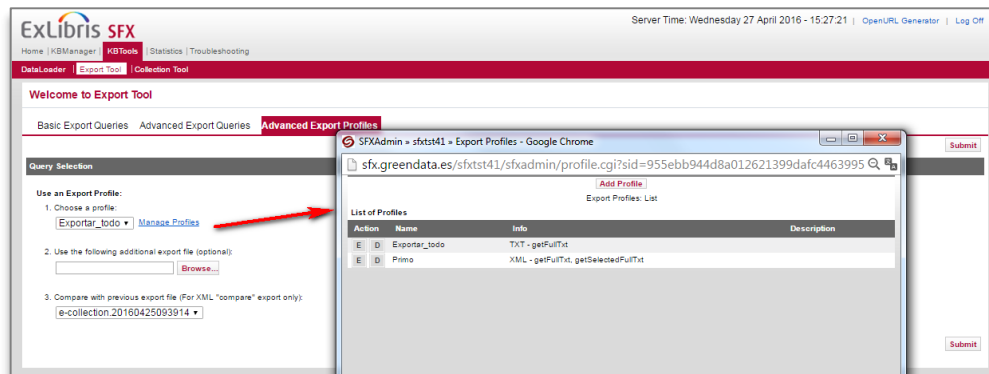 ExLibris SFX
Server Time: Wednesday 27 April 2016 - 15:27:21 | OpenURL Generator | Log Off
Home | KBManager | KBTools | Statistics | Troubleshooting
DataLoader | Export Tool | Collection Tool
Welcome to Export Tool
Basic Export Queries Advanced Export Queries Advanced Export Profiles
Submit
Query Selection
Use an Export Profile:
1. Choose a profile:
Exportar_todo Manage Profiles
2. Use the following additional export file (optional):
Browse...
3. Compare with previous export file (For XML "compare" export only):
e-collection.20160425093914
Submit
SFXAdmin » sfxtst41 » Export Profiles - Google Chrome
sfx.greendata.es/sfxtst41/sfxadmin/profile.cgi?sid=955ebb944d8a012621399dafc4463995
Add Profile
Export Profiles: List
List of Profiles
Action Name Info Description
E D Exportar_todo TXT - getFullTxt
E D Primo XML - getFullTxt, getSelectedFullTxt